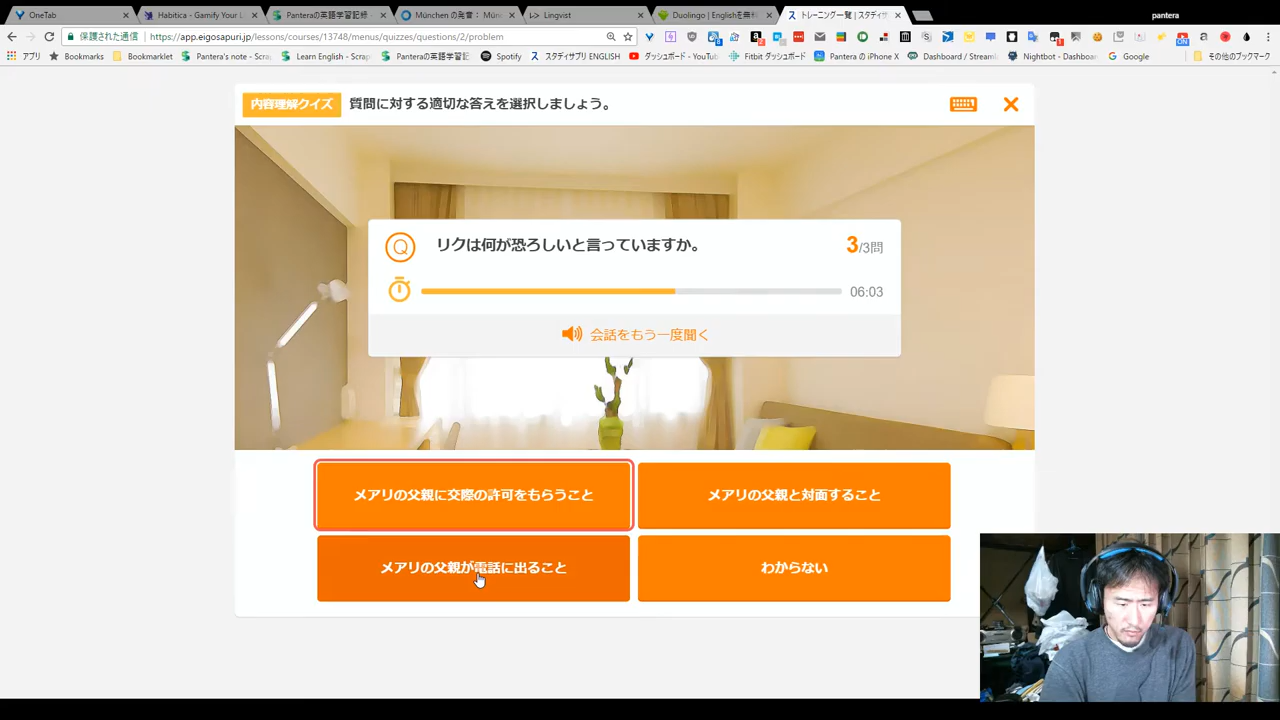 OneTab
Habitica - Gamify Your L
Panteraの英語学習記録 -
München の発音： Mün
Lingvist
Duolingo | Englishを無料
トレーニング一覧 | スタディサ
pantera
保護された通信
https://app.eigosapuri.jp/lessons/courses/13748/menus/quizzes/questions/2/problem
アプリ
Bookmarks
Bookmarklet
Pantera's note - Scra
Learn English - Scrap
Panteraの英語学習記
Spotify
スタディサプリ ENGLISH
ダッシュボード - YouTub
Fitbit ダッシュボード
Pantera の iPhone X
Dashboard / Streamli
Nightbot - Dashboa
Google
その他のブックマーク
内容理解クイズ
質問に対する適切な答えを選択しましょう。
Q
リクは何が恐ろしいと言っていますか。
3/3問
06:03
会話をもう一度聞く
メアリの父親に交際の許可をもらうこと
メアリの父親と対面すること
メアリの父親が電話に出ること
わからない